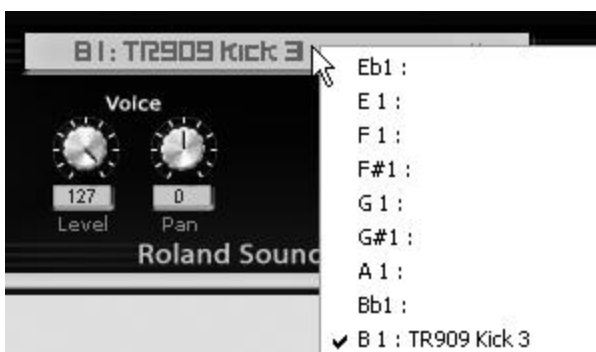 B1: TR909 Kick 3
Voice
127
0
Level
Pan
Roland Sound
Eb1 :
E 1 :
F 1 :
F#1 :
G 1 :
G#1 :
A 1 :
Bb1 :
✔ B 1 : TR909 Kick 3